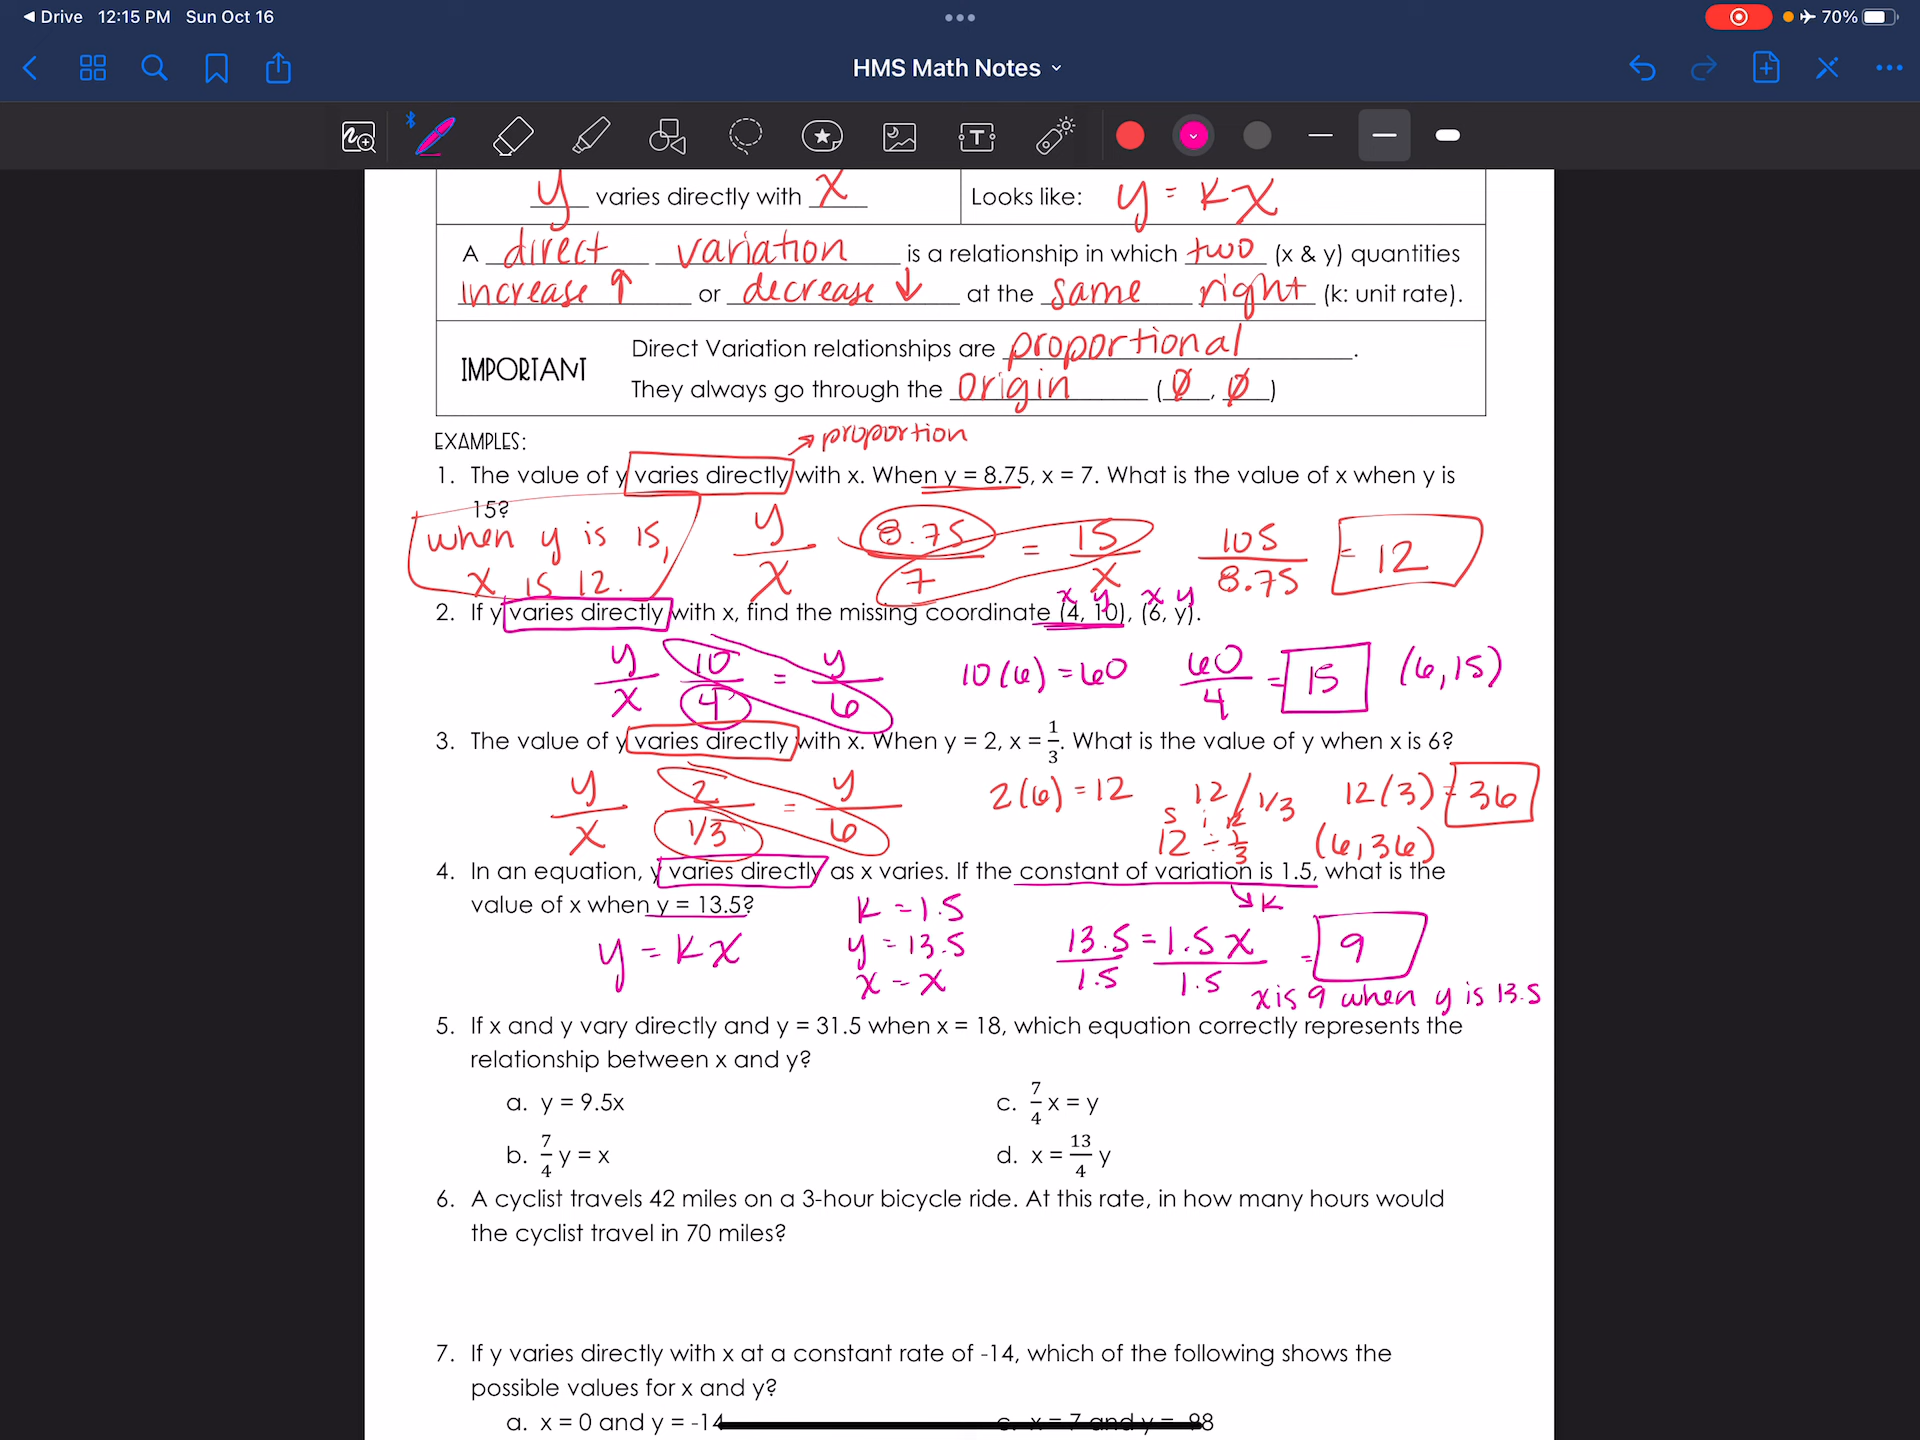 Drive 12:15 PM Sun Oct 16
70%
HMS Math Notes
T
y varies directly with x
Looks like: y = kx
A direct variation is a relationship in which two (x & y) quantities
increase ↑ or decrease ↓ at the same right (k: unit rate).
IMPORTANT
Direct Variation relationships are proportional.
They always go through the origin (0, 0)
EXAMPLES:
→ proportion
1. The value of y varies directly with x. When y = 8.75, x = 7. What is the value of x when y is
15?
when y is 15,
x is 12.
y/x 8.75/7 = 15/x 105/8.75 = 12
x y x y
2. If y varies directly with x, find the missing coordinate (4, 10), (6, y).
y/x 10/4 = y/6 10(6) = 60 60/4 = 15 (6,15)
3. The value of y varies directly with x. When y = 2, x = 1/3. What is the value of y when x is 6?
y/x 2/1/3 = y/6 2(6) = 12 12/1/3 12(3) = 36
12 ÷ 1/3 (6,36)
4. In an equation, y varies directly as x varies. If the constant of variation is 1.5, what is the
value of x when y = 13.5?
↘ k
y = kx
k = 1.5
y = 13.5
x = x
13.5/1.5 = 1.5x/1.5 = 9
x is 9 when y is 13.5
5. If x and y vary directly and y = 31.5 when x = 18, which equation correctly represents the
relationship between x and y?
a. y = 9.5x
c. 7/4 x = y
b. 7/4 y = x
d. x = 13/4 y
6. A cyclist travels 42 miles on a 3-hour bicycle ride. At this rate, in how many hours would
the cyclist travel in 70 miles?
7. If y varies directly with x at a constant rate of -14, which of the following shows the
possible values for x and y?
a. x = 0 and y = -14
c. x = 7 and y = -98